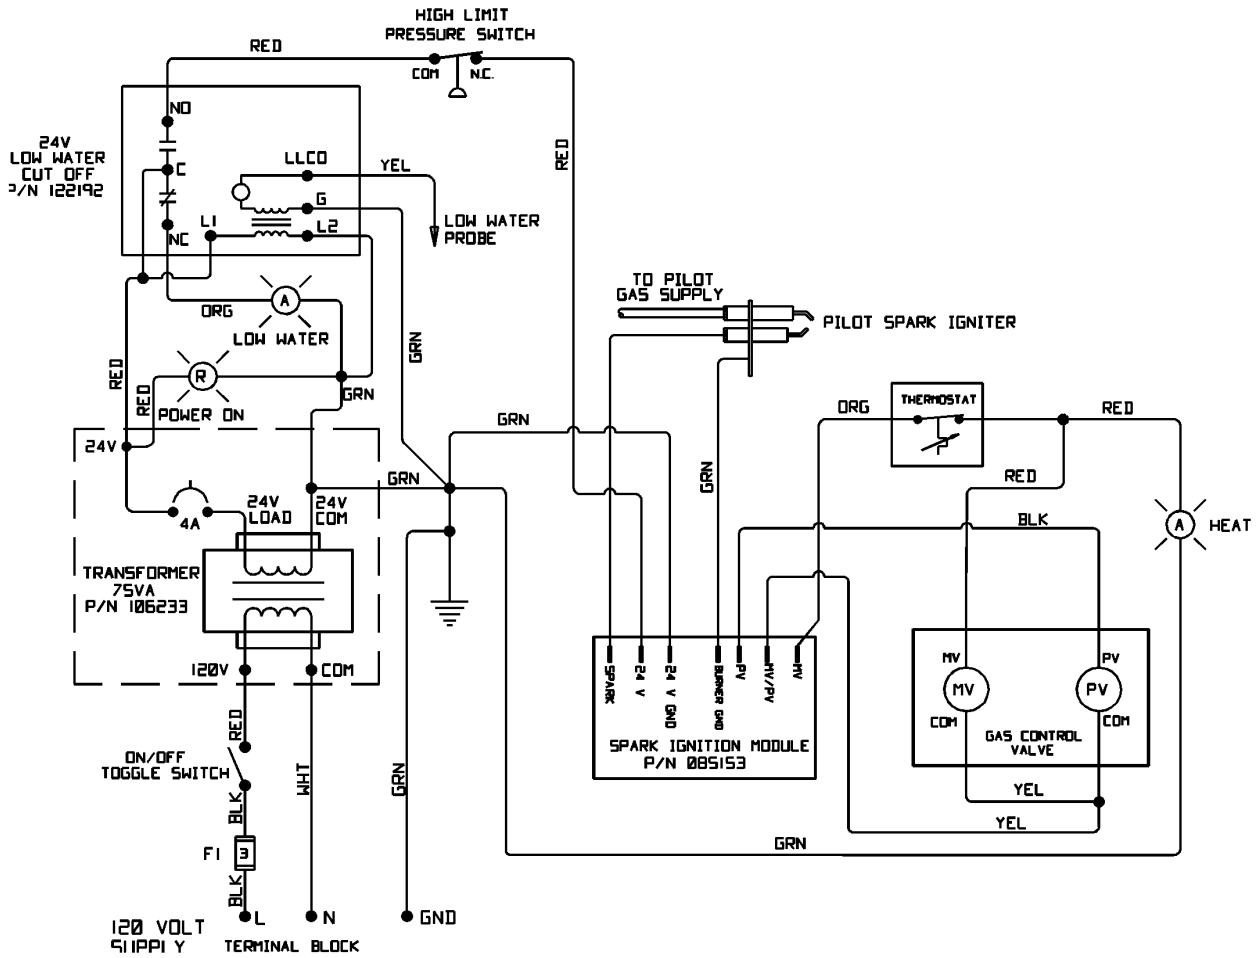 HIGH LIMIT
PRESSURE SWITCH
RED
COM
N.C.
NO
24V
LOW WATER
CUT OFF
P/N 122192
C
LLCO
YEL
RED
G
L1
L2
LOW WATER
PROBE
NC
TO PILOT
GAS SUPPLY
PILOT SPARK IGNITER
A
ORG
LOW WATER
GRN
RED
RED
R
POWER ON
GRN
THERMOSTAT
ORG
RED
GRN
24V
GRN
GRN
RED
4A
24V
LOAD
24V
COM
BLK
A
HEAT
TRANSFORMER
75VA
P/N 106233
120V
COM
SPARK
24 V
24 V GND
BURNER GND
PV
MV/PV
MV
MV
PV
MV
PV
COM
COM
GAS CONTROL
VALVE
SPARK IGNITION MODULE
P/N 085153
RED
ON/OFF
TOGGLE SWITCH
WHT
GRN
BLK
YEL
YEL
GRN
F1
3
BLK
L
N
GND
120 VOLT
SUPPLY
TERMINAL BLOCK